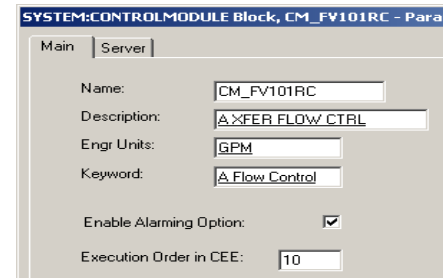 SYSTEM:CONTROLMODULE Block, CM_FV101RC - Para
Main Server
Name: CM_FV101RC
Description: A XFER FLOW CTRL
Engr Units: GPM
Keyword: A Flow Control
Enable Alarming Option:
Execution Order in CEE: 10